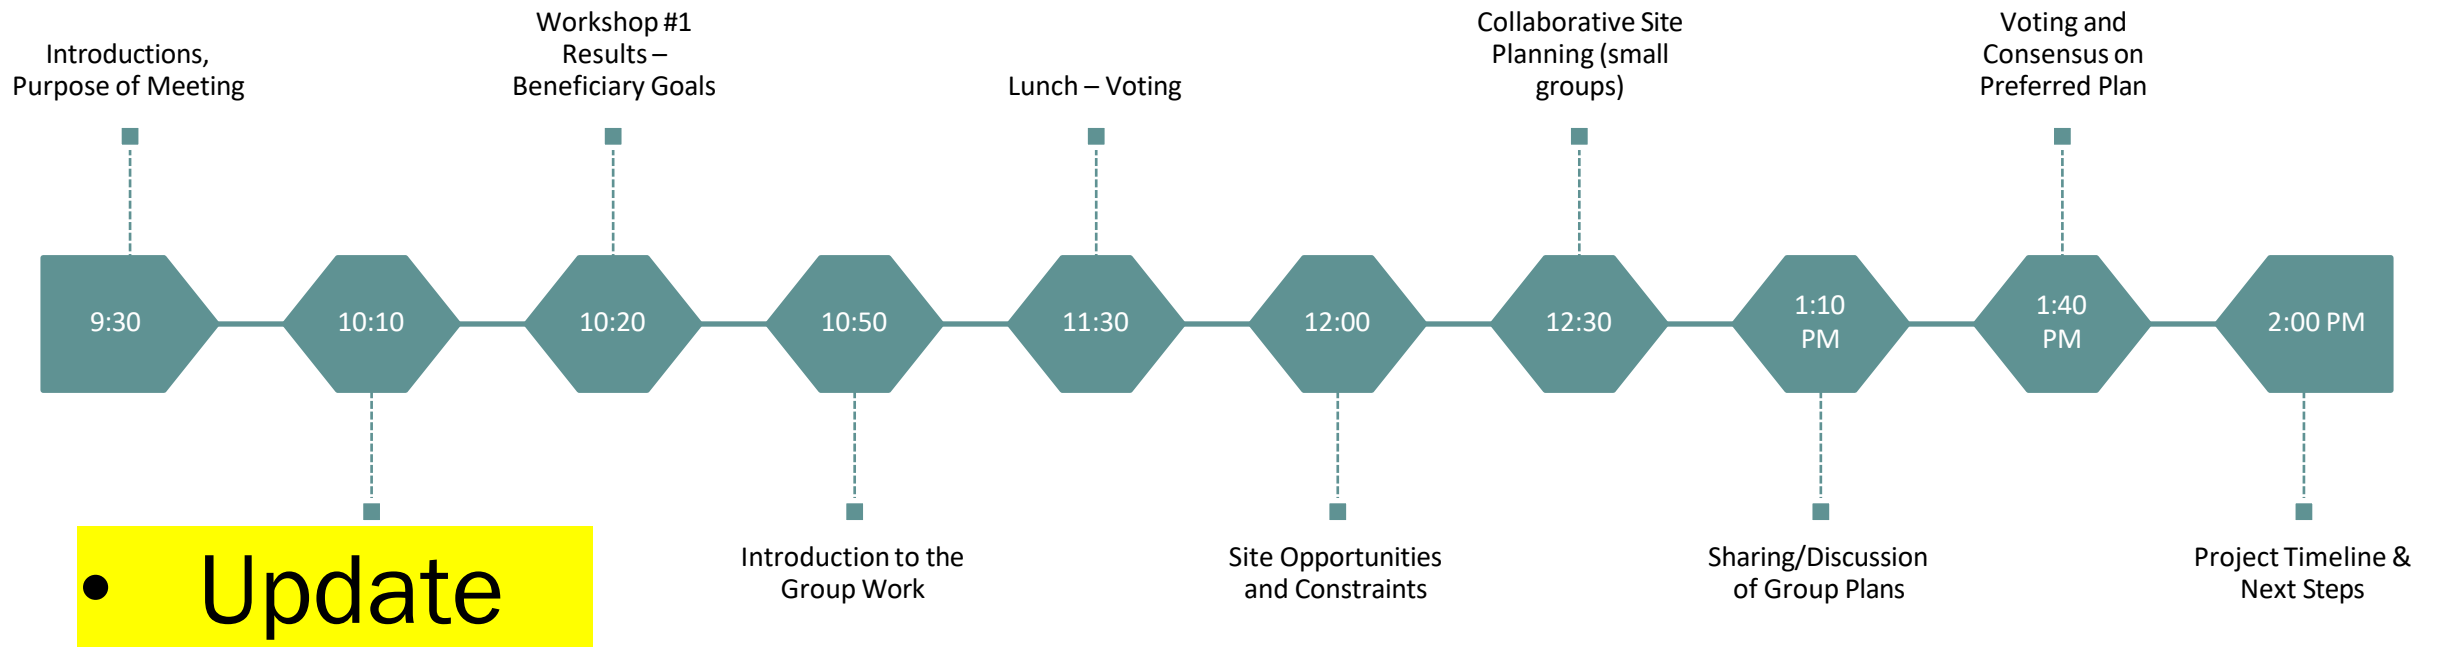 Introductions,
Purpose of Meeting
Workshop #1
Results –
Beneficiary Goals
Lunch – Voting
Collaborative Site
Planning (small
groups)
Voting and
Consensus on
Preferred Plan
9:30
10:10
10:20
10:50
11:30
12:00
12:30
1:10
PM
1:40
PM
2:00 PM
• Update
Introduction to the
Group Work
Site Opportunities
and Constraints
Sharing/Discussion
of Group Plans
Project Timeline &
Next Steps